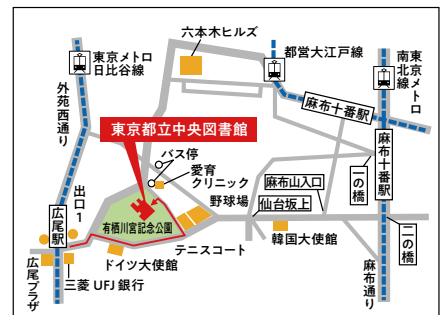 六本木ヒルズ
都営大江戸線
東京メトロ
日比谷線
東京メトロ
南北線
外苑西通り
麻布十番駅
東京都立中央図書館
バス停
愛育
クリニック
麻布十番駅
一の橋
麻布山入口
仙台坂上
野球場
出口1
有栖川宮記念公園
広尾駅
テニスコート
韓国大使館
二の橋
ドイツ大使館
広尾プラザ
三菱UFJ銀行
麻布通り